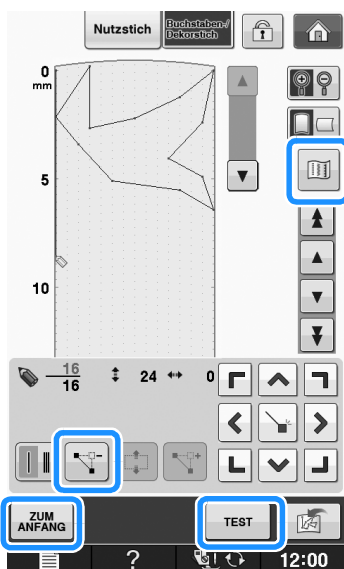 Nutzstich
Buchstaben-/
Dekorstich
0
mm
5
10
16
16
24
0
ZUM
ANFANG
TEST
?
12:00